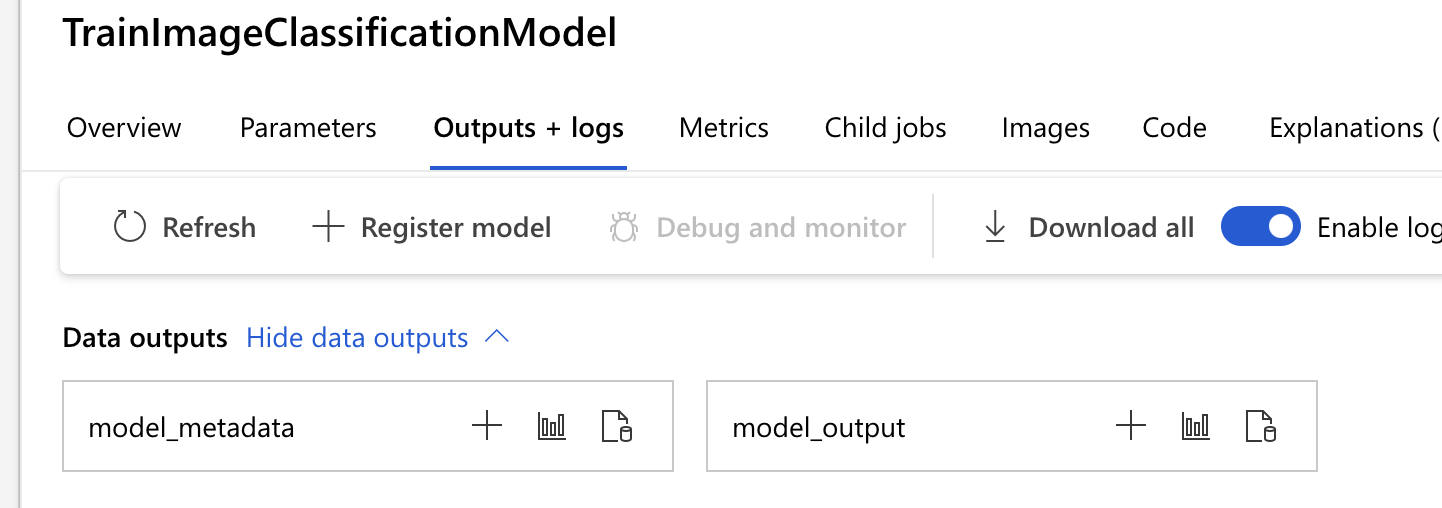 TrainImageClassificationModel
Overview Parameters Outputs + logs Metrics Child jobs Images Code Explanations (
Refresh Register model Debug and monitor Download all Enable log
Data outputs Hide data outputs
model_metadata model_output